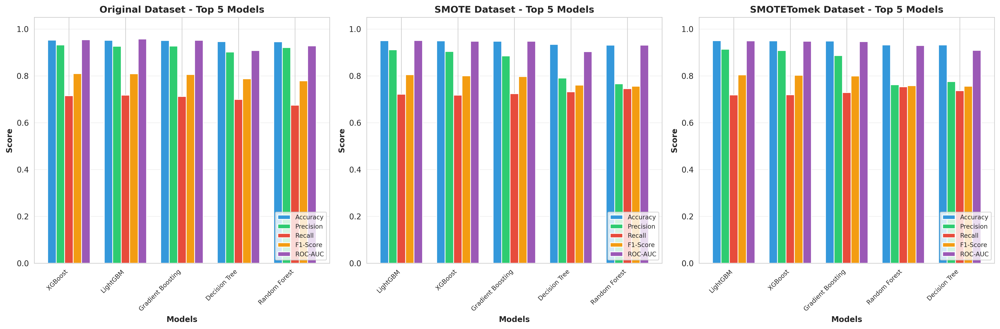 Original Dataset - Top 5 Models
Score
1.0
0.8
0.6
0.4
0.2
0.0
Accuracy
Precision
Recall
F1-Score
ROC-AUC
XGBoost
LightGBM
Gradient Boosting
Decision Tree
Random Forest
Models
SMOTE Dataset - Top 5 Models
Score
1.0
0.8
0.6
0.4
0.2
0.0
Accuracy
Precision
Recall
F1-Score
ROC-AUC
LightGBM
XGBoost
Gradient Boosting
Decision Tree
Random Forest
Models
SMOTETomek Dataset - Top 5 Models
Score
1.0
0.8
0.6
0.4
0.2
0.0
Accuracy
Precision
Recall
F1-Score
ROC-AUC
LightGBM
XGBoost
Gradient Boosting
Random Forest
Decision Tree
Models